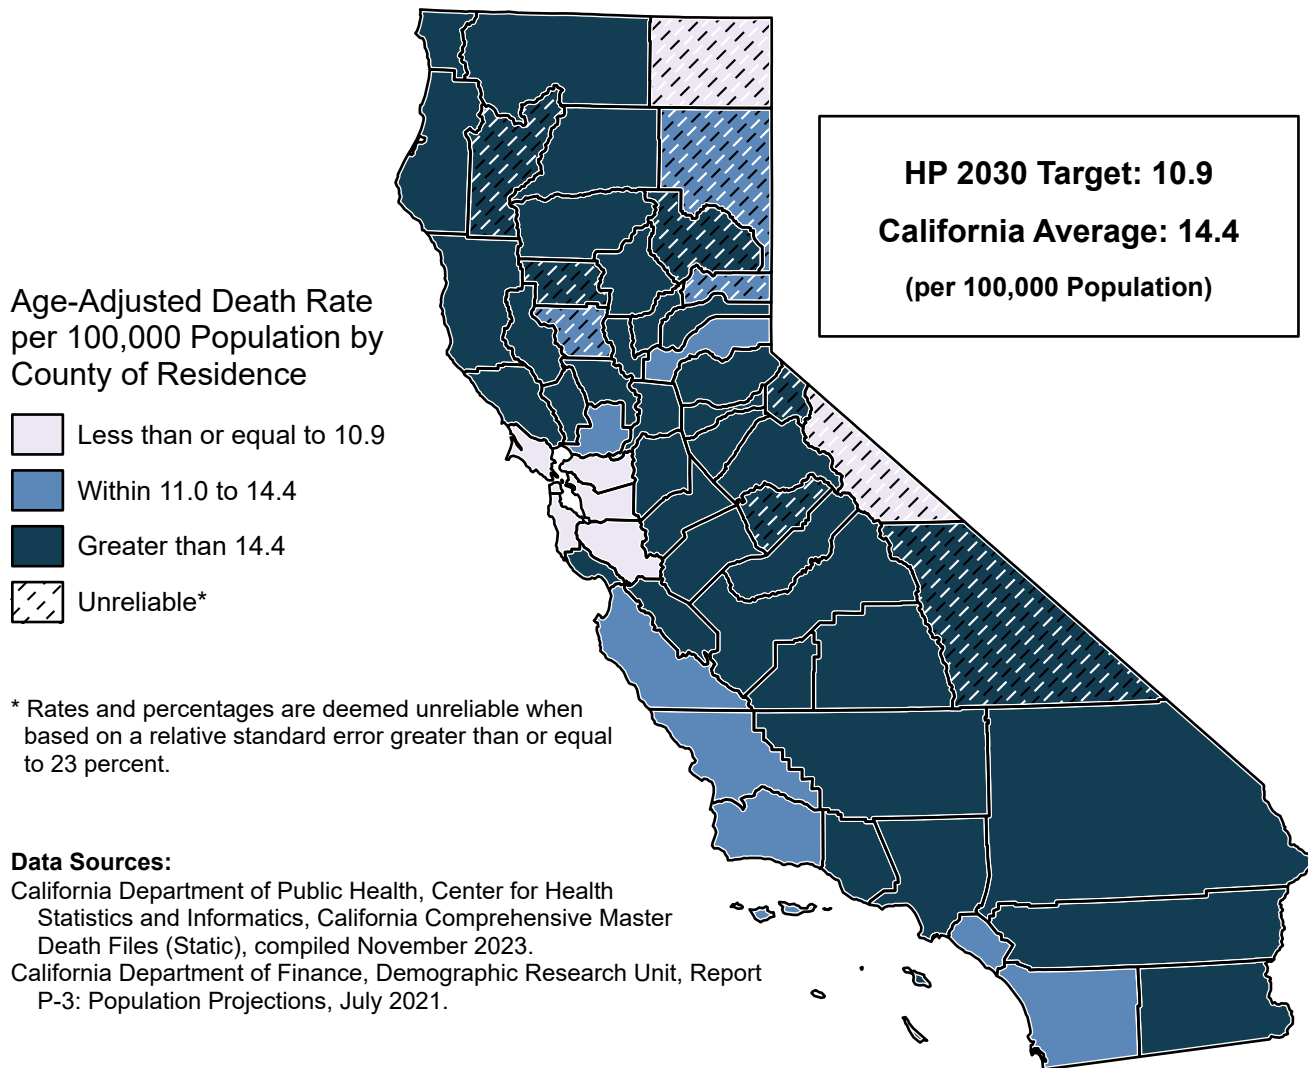 HP 2030 Target: 10.9
California Average: 14.4
(per 100,000 Population)
Age-Adjusted Death Rate
per 100,000 Population by
County of Residence
Less than or equal to 10.9
Within 11.0 to 14.4
Greater than 14.4
Unreliable*
* Rates and percentages are deemed unreliable when
based on a relative standard error greater than or equal
to 23 percent.
Data Sources:
California Department of Public Health, Center for Health
Statistics and Informatics, California Comprehensive Master
Death Files (Static), compiled November 2023.
California Department of Finance, Demographic Research Unit, Report
P-3: Population Projections, July 2021.